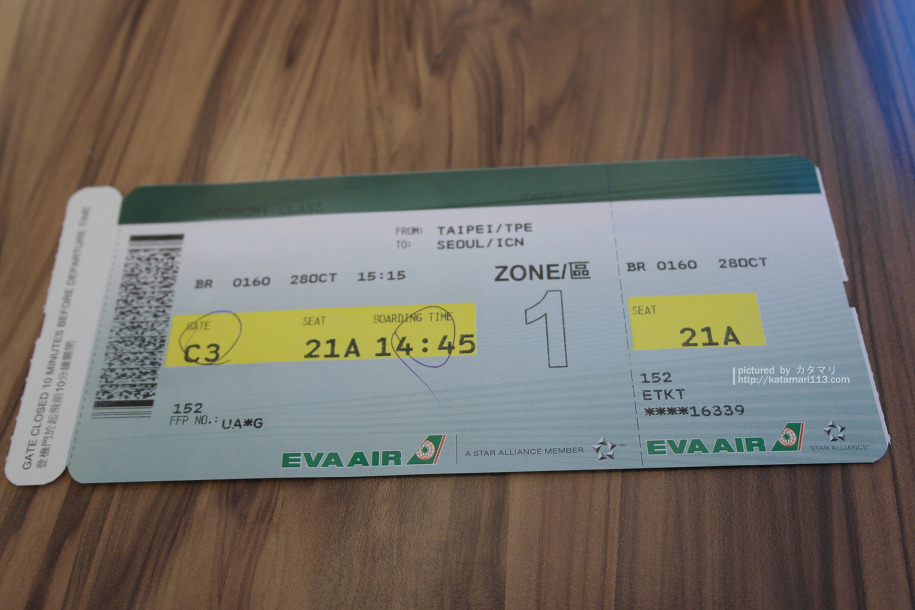 GATE CLOSED 10 MINUTES BEFORE DEPARTURE TIME
登機門於起飛前10分鐘關閉
ECONOMY CLASS
FROM: TAIPEI/TPE
TO: SEOUL/ICN
BR 0160 28OCT 15:15
ZONE/區
1
GATE SEAT BOARDING TIME
C3 21A 14:45
152
FFP NO.: UA*G
EVA AIR
A STAR ALLIANCE MEMBER
BR 0160 28OCT
SEAT
21A
152
ETKT
****16339
EVA AIR
STAR ALLIANCE
pictured by カタマリ
http://katamari113.com